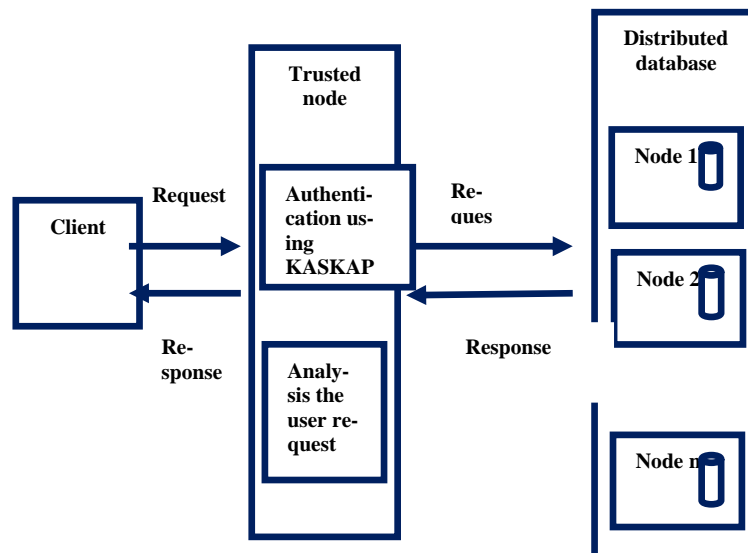 Distributed
database
Trusted
node
Node 1
Request
Re-
ques
Authenti-
cation us-
ing
KASKAP
Client
Node 2
Re-
sponse
Response
Analy-
sis the
user re-
quest
Node n